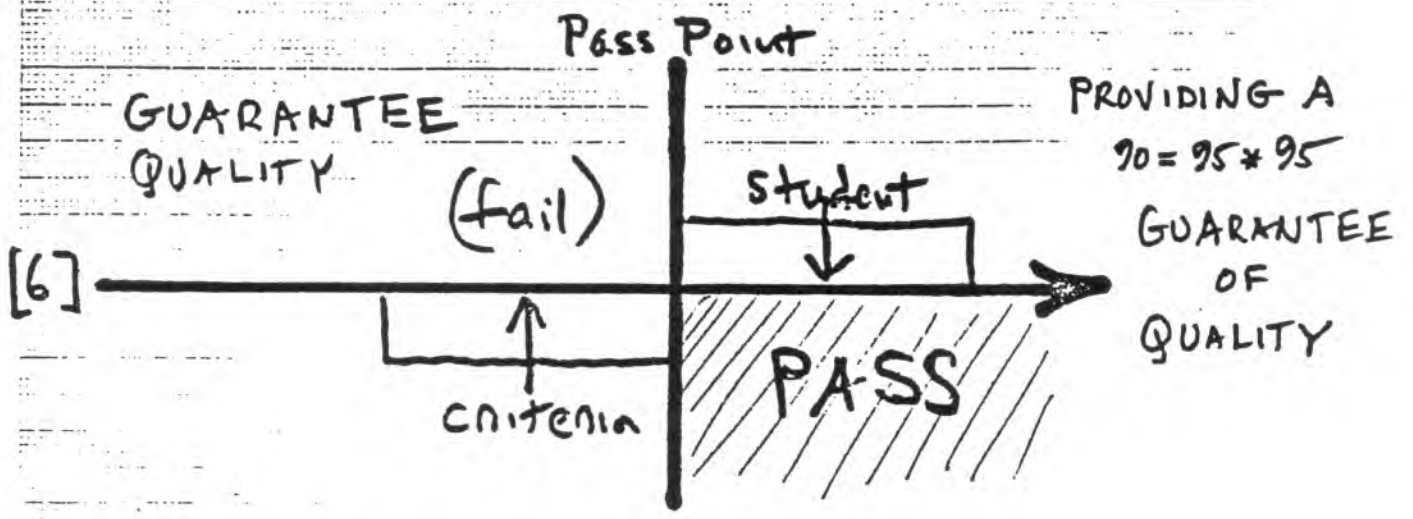 Pass Point
GUARANTEE
QUALITY
(fail)
student
PROVIDING A
90 = 95 * 95
GUARANTEE
OF
QUALITY
[6]
criteria
PASS